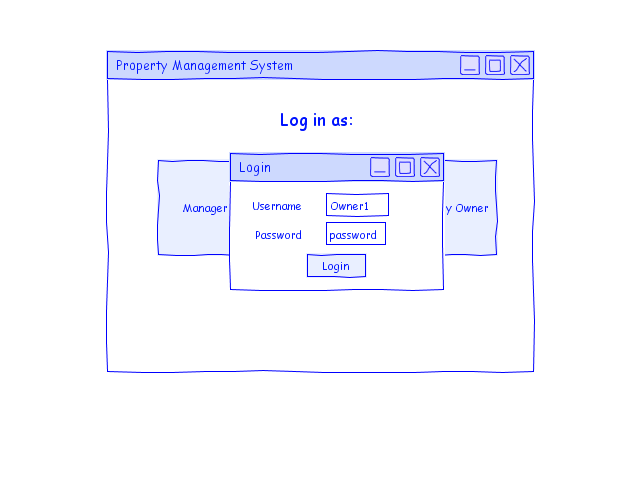 Property Management System
Log in as:
Login
Manager
y Owner
Username Owner1
Password password
Login